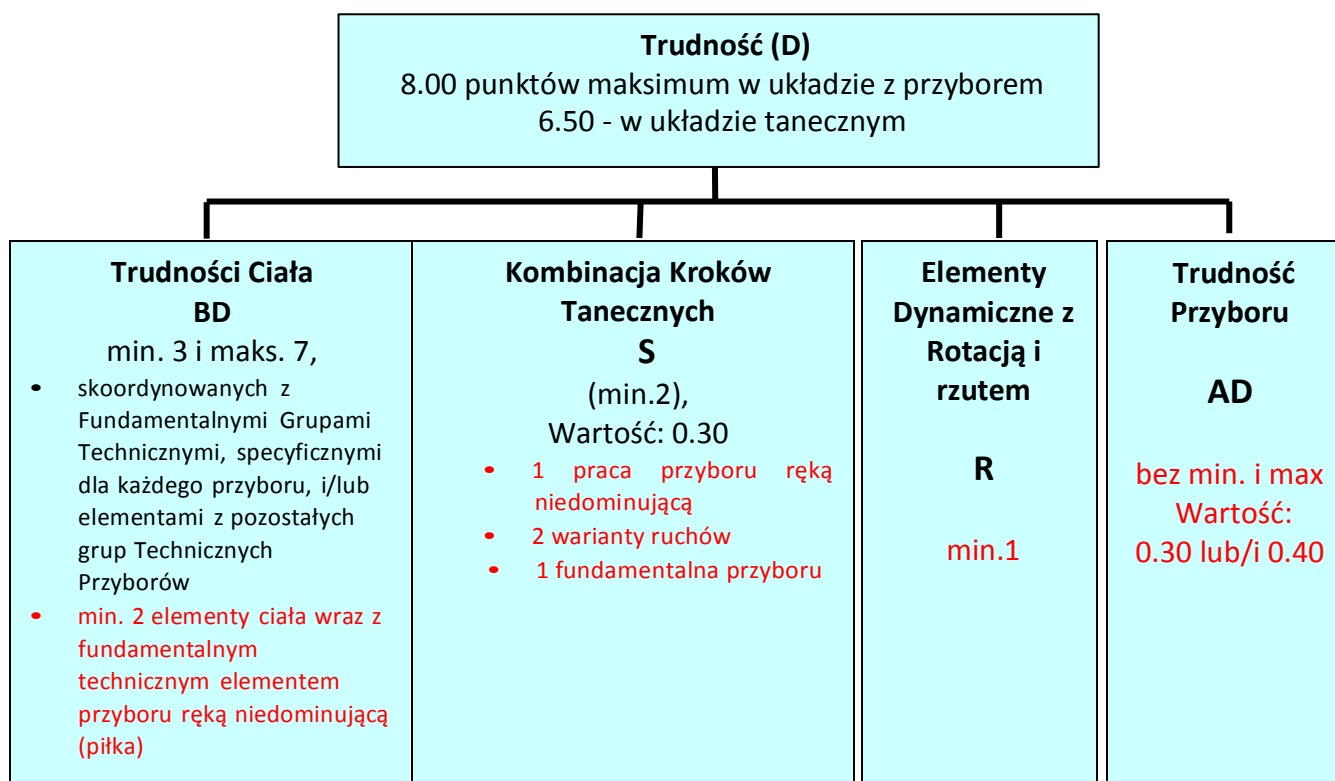 Trudność (D)
8.00 punktów maksimum w układzie z przyborem
6.50 - w układzie tanecznym
Trudności Ciała
BD
min. 3 i maks. 7,
• skoordynowanych z
Fundamentalnymi Grupami
Technicznymi, specyficznymi
dla każdego przyboru, i/lub
elementami z pozostałych
grup Technicznych
Przyborów
• min. 2 elementy ciała wraz z
fundamentalnym
technicznym elementem
przyboru ręką niedominującą
(piłka)
Kombinacja Kroków
Tanecznych
S
(min.2),
Wartość: 0.30
• 1 praca przyboru ręką
niedominującą
• 2 warianty ruchów
• 1 fundamentalna przyboru
Elementy
Dynamiczne z
Rotacją i
rzutem
R
min.1
Trudność
Przyboru
AD
bez min. i max
Wartość:
0.30 lub/i 0.40